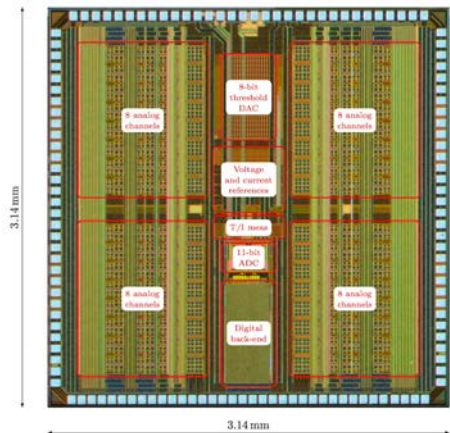 8-bit
threshold
DAC
8 analog
channels
8 analog
channels
Voltage
and current
references
T/I meas
11-bit
ADC
8 analog
channels
8 analog
channels
Digital
back-end
3.14 mm
3.14 mm